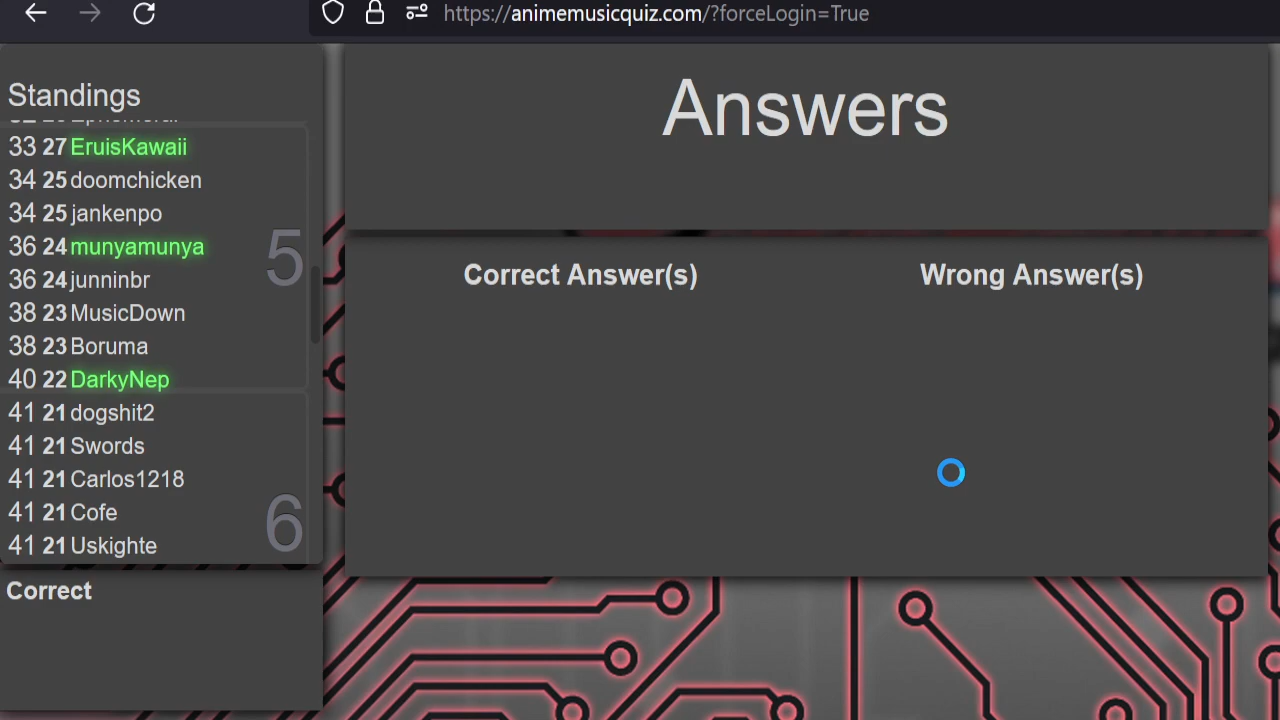 https://animemusicquiz.com/?forceLogin=True
Standings
33 27 EruisKawaii
34 25 doomchicken
34 25 jankenpo
36 24 munyamunya
36 24 junninbr
38 23 MusicDown
38 23 Boruma
40 22 DarkyNep
5
41 21 dogshit2
41 21 Swords
41 21 Carlos1218
41 21 Cofe
41 21 Uskighte
6
Correct
Answers
Correct Answer(s)
Wrong Answer(s)